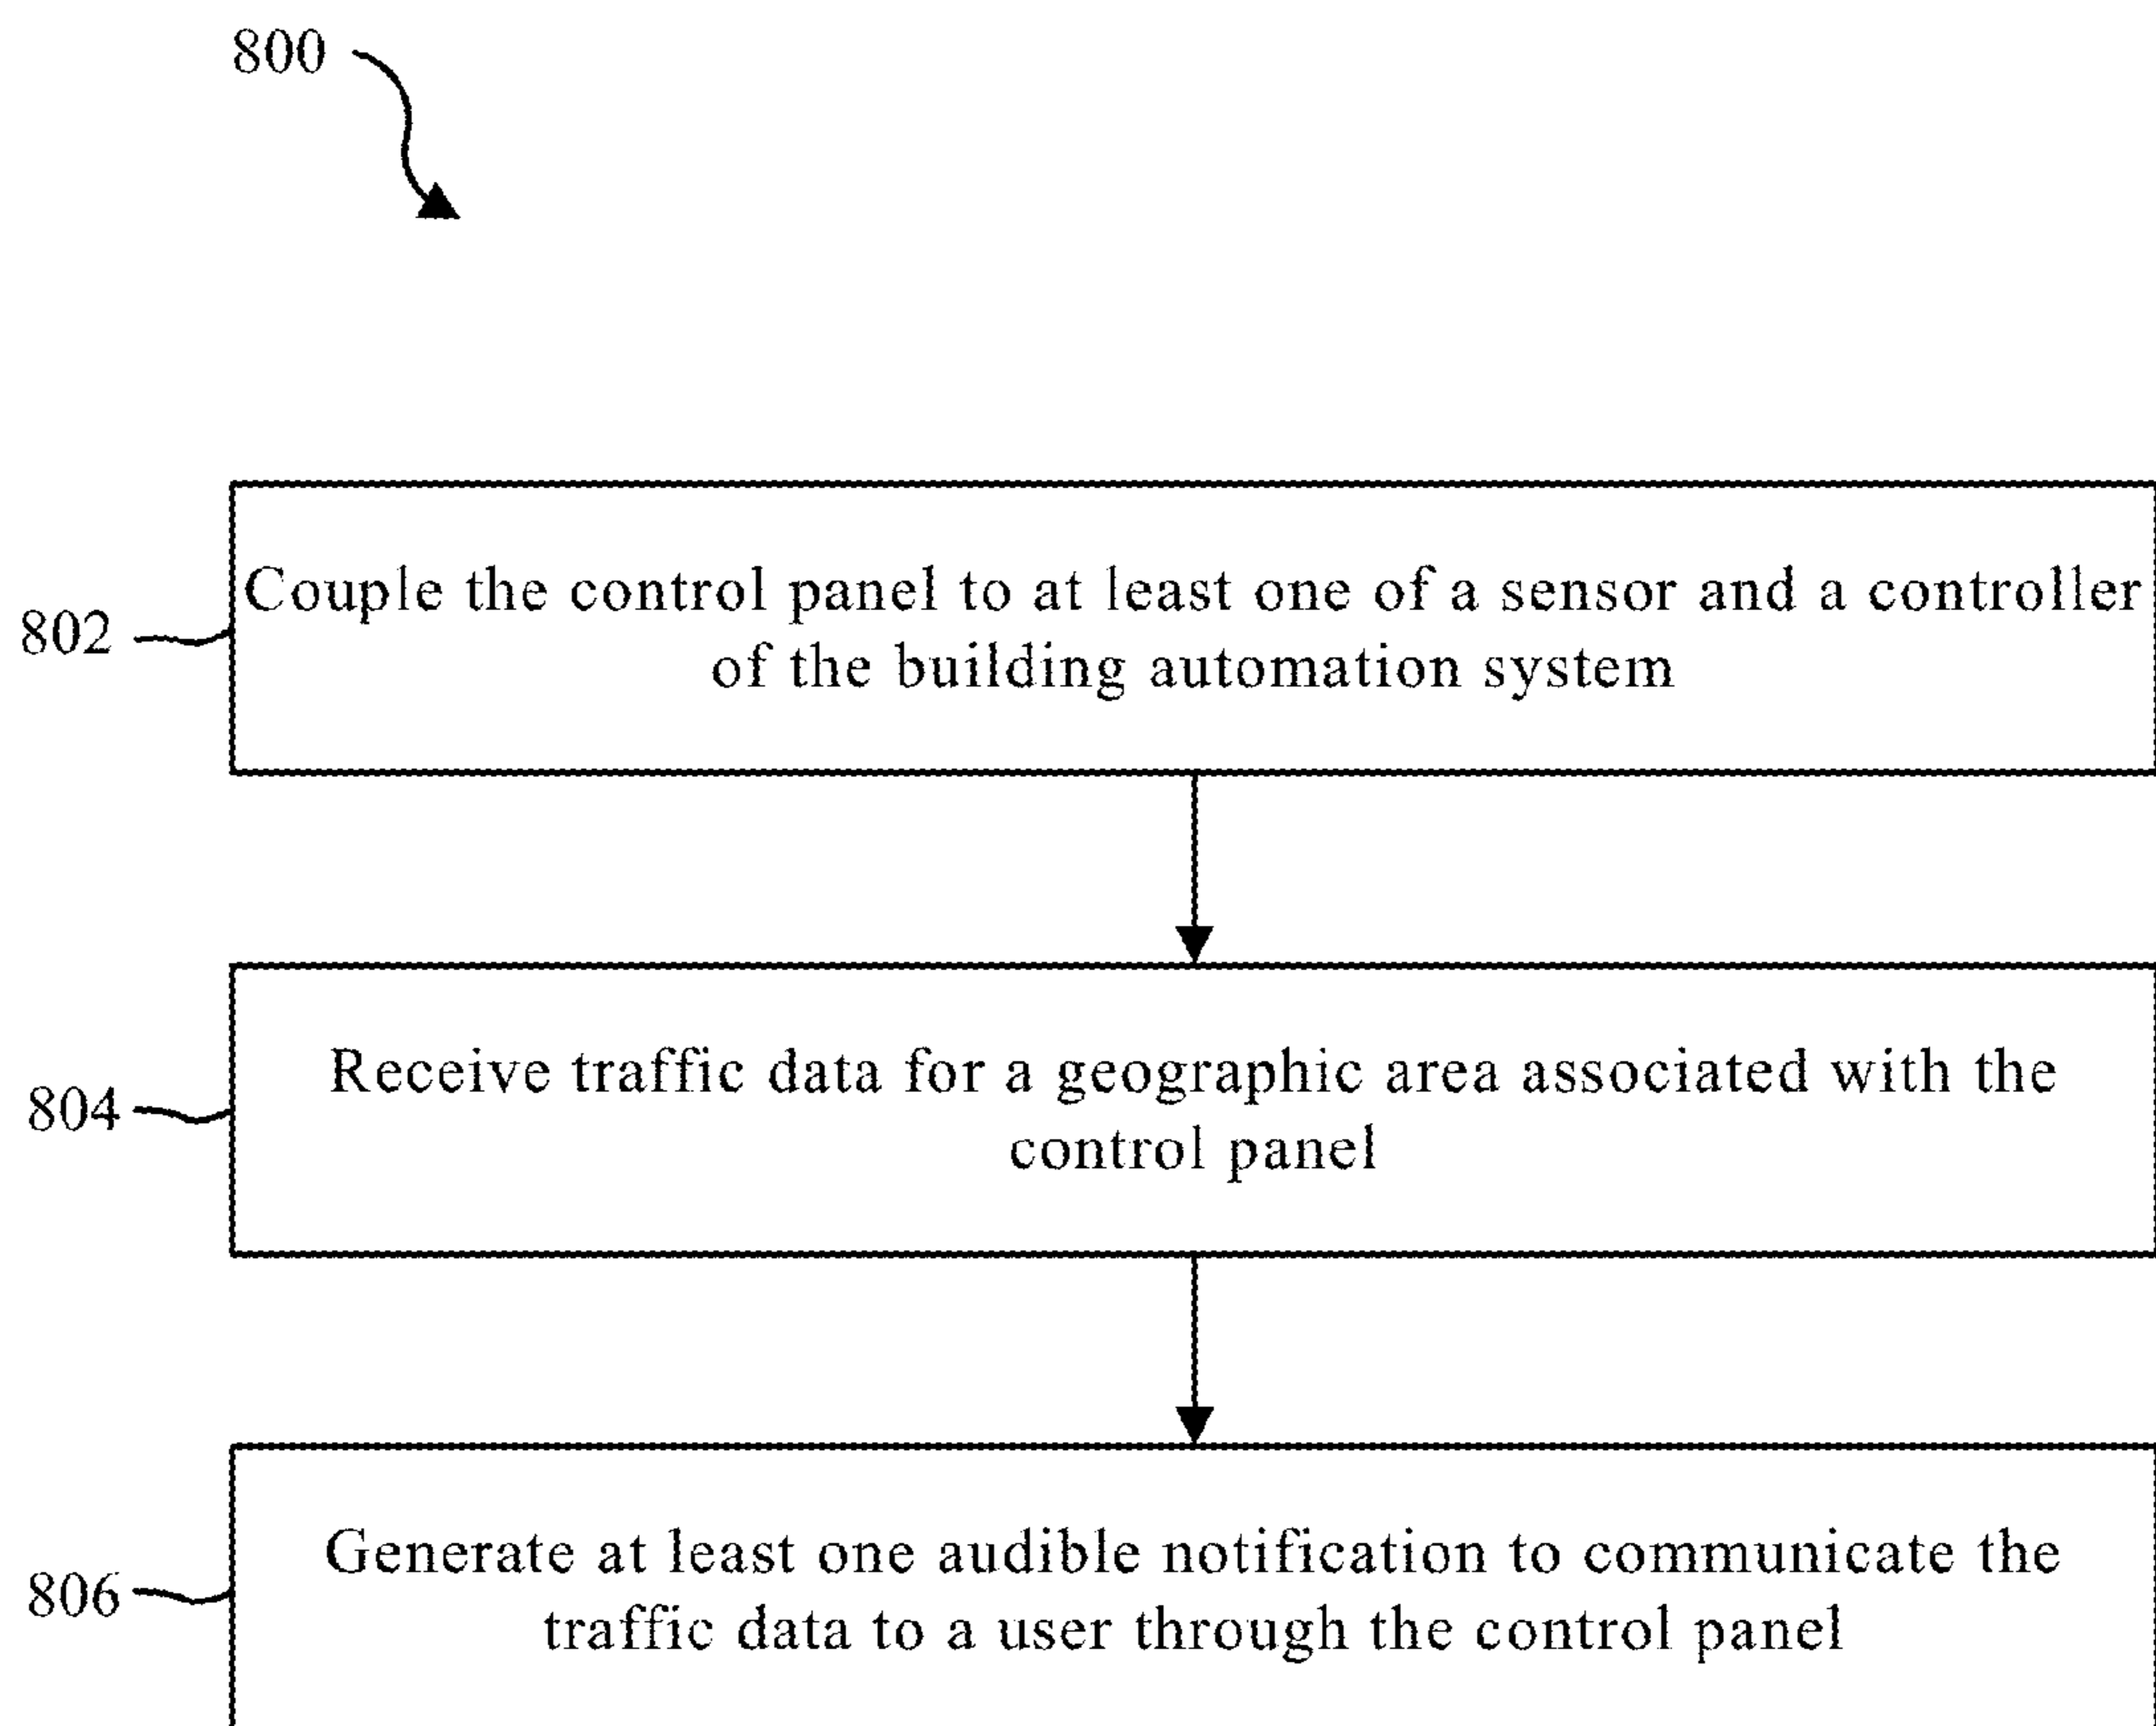 800
802
Couple the control panel to at least one of a sensor and a controller
of the building automation system
804
Receive traffic data for a geographic area associated with the
control panel
806
Generate at least one audible notification to communicate the
traffic data to a user through the control panel